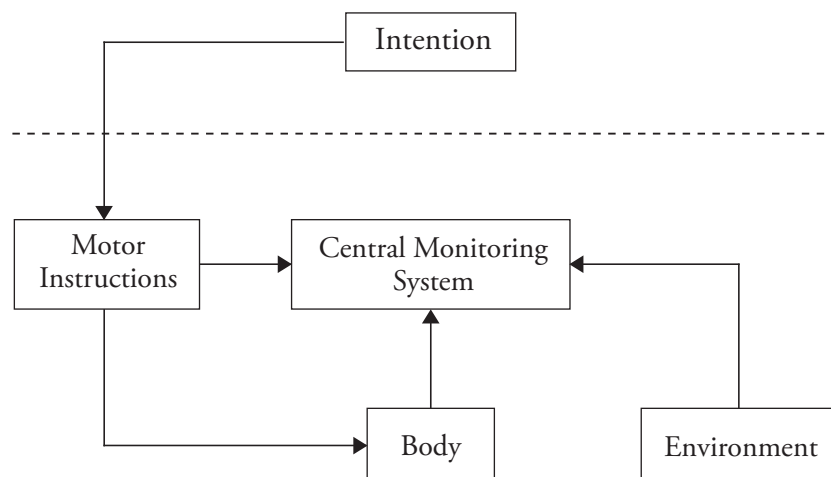 Intention
Motor
Instructions
Central Monitoring
System
Body
Environment